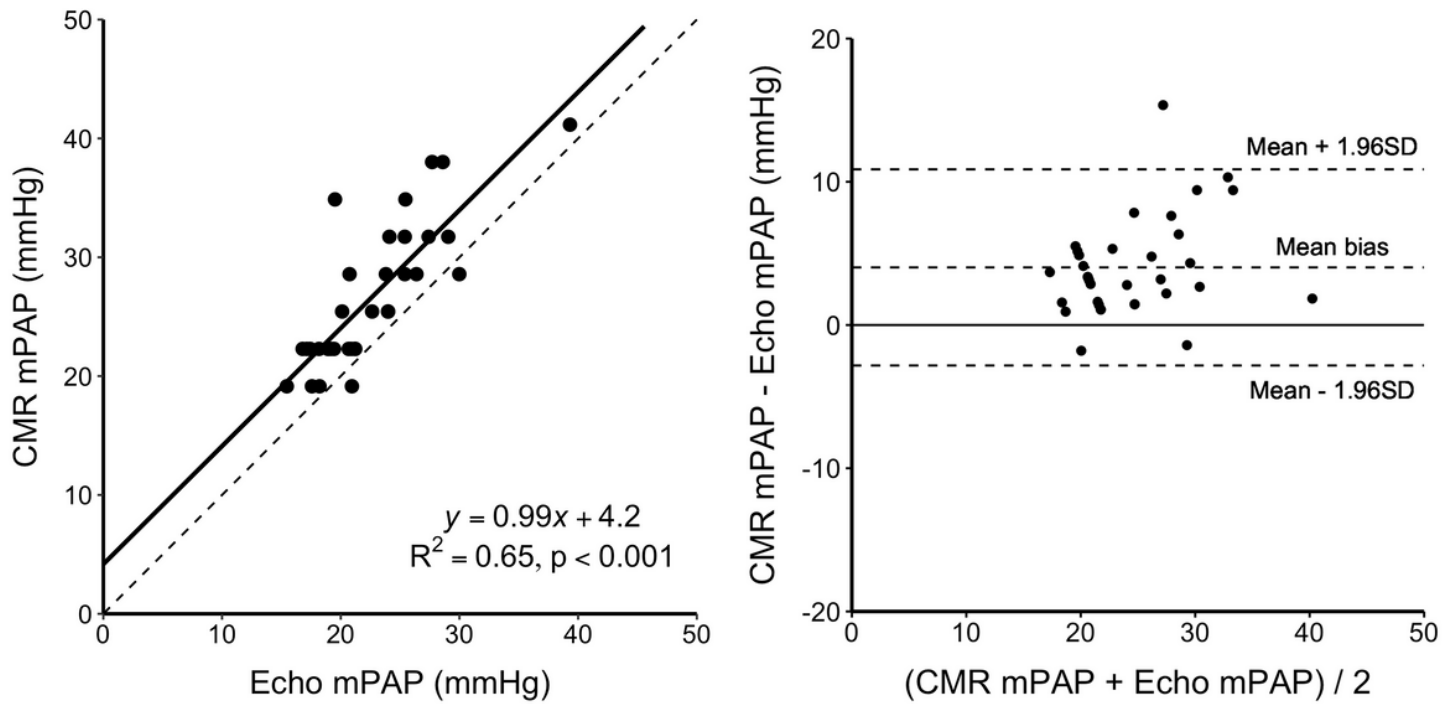 50
40
30
20
10
0
0
10
20
30
40
50
CMR mPAP (mmHg)
Echo mPAP (mmHg)
y = 0.99x + 4.2
R² = 0.65, p < 0.001
20
10
0
-10
-20
0
10
20
30
40
50
CMR mPAP - Echo mPAP (mmHg)
Mean + 1.96SD
Mean bias
Mean - 1.96SD
(CMR mPAP + Echo mPAP) / 2